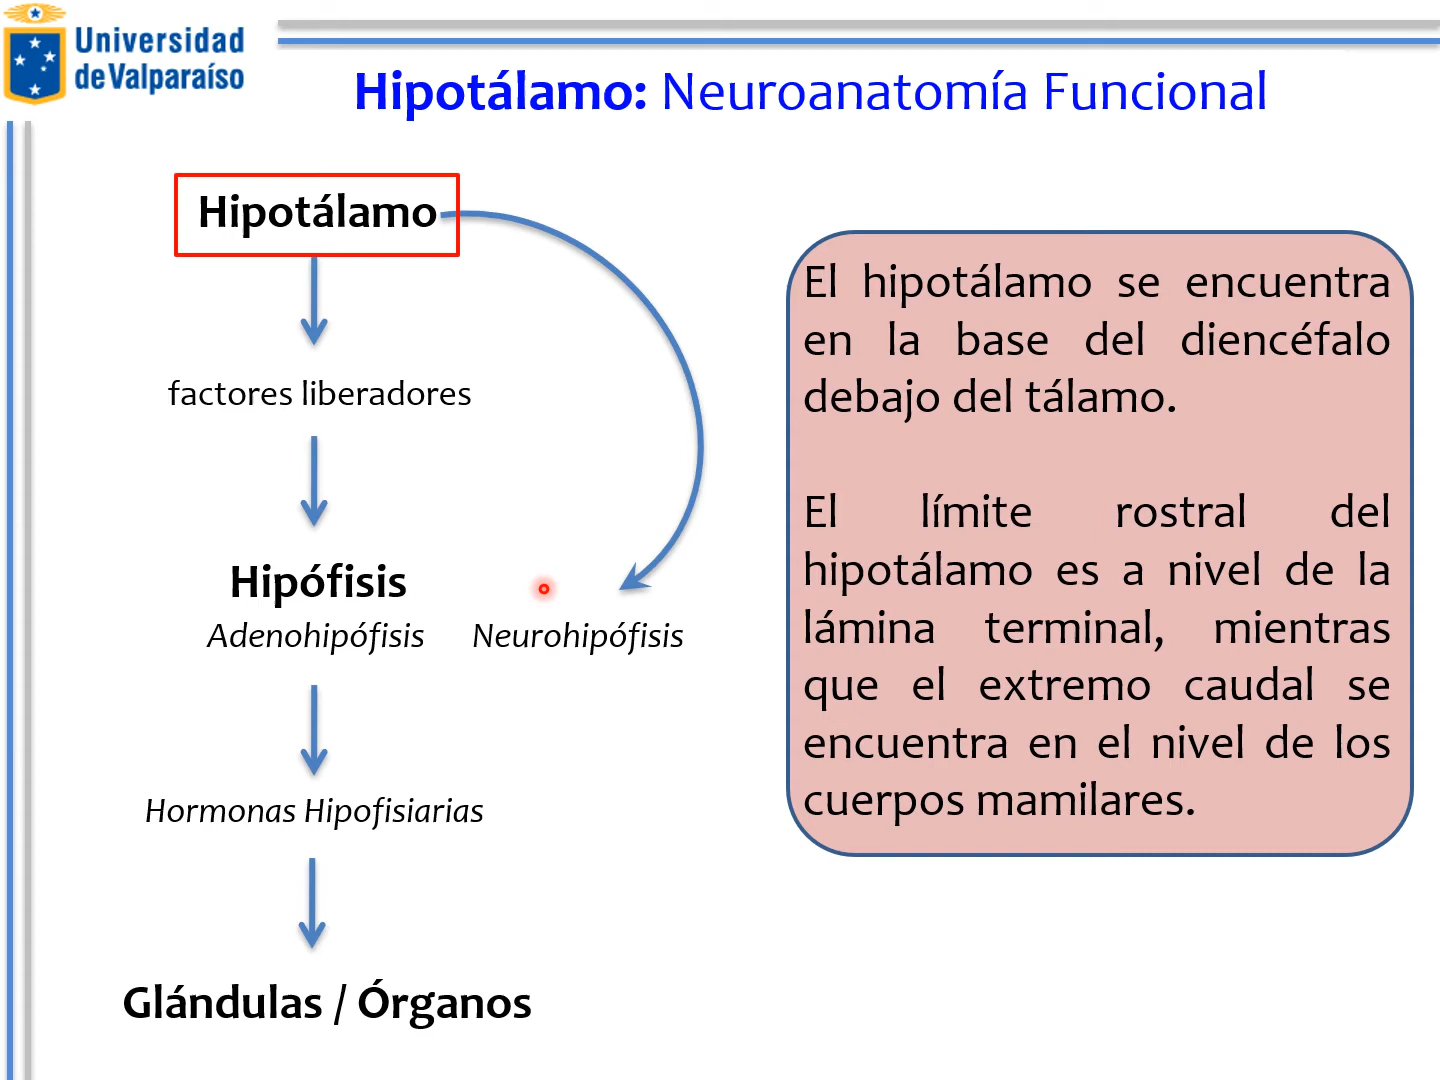 Universidad
de Valparaíso
Hipotálamo: Neuroanatomía Funcional
Hipotálamo
factores liberadores
Hipófisis
Adenohipófisis
Neurohipófisis
Hormonas Hipofisiarias
Glándulas / Órganos
El hipotálamo se encuentra
en la base del diencéfalo
debajo del tálamo.
El límite rostral del
hipotálamo es a nivel de la
lámina terminal, mientras
que el extremo caudal se
encuentra en el nivel de los
cuerpos mamilares.